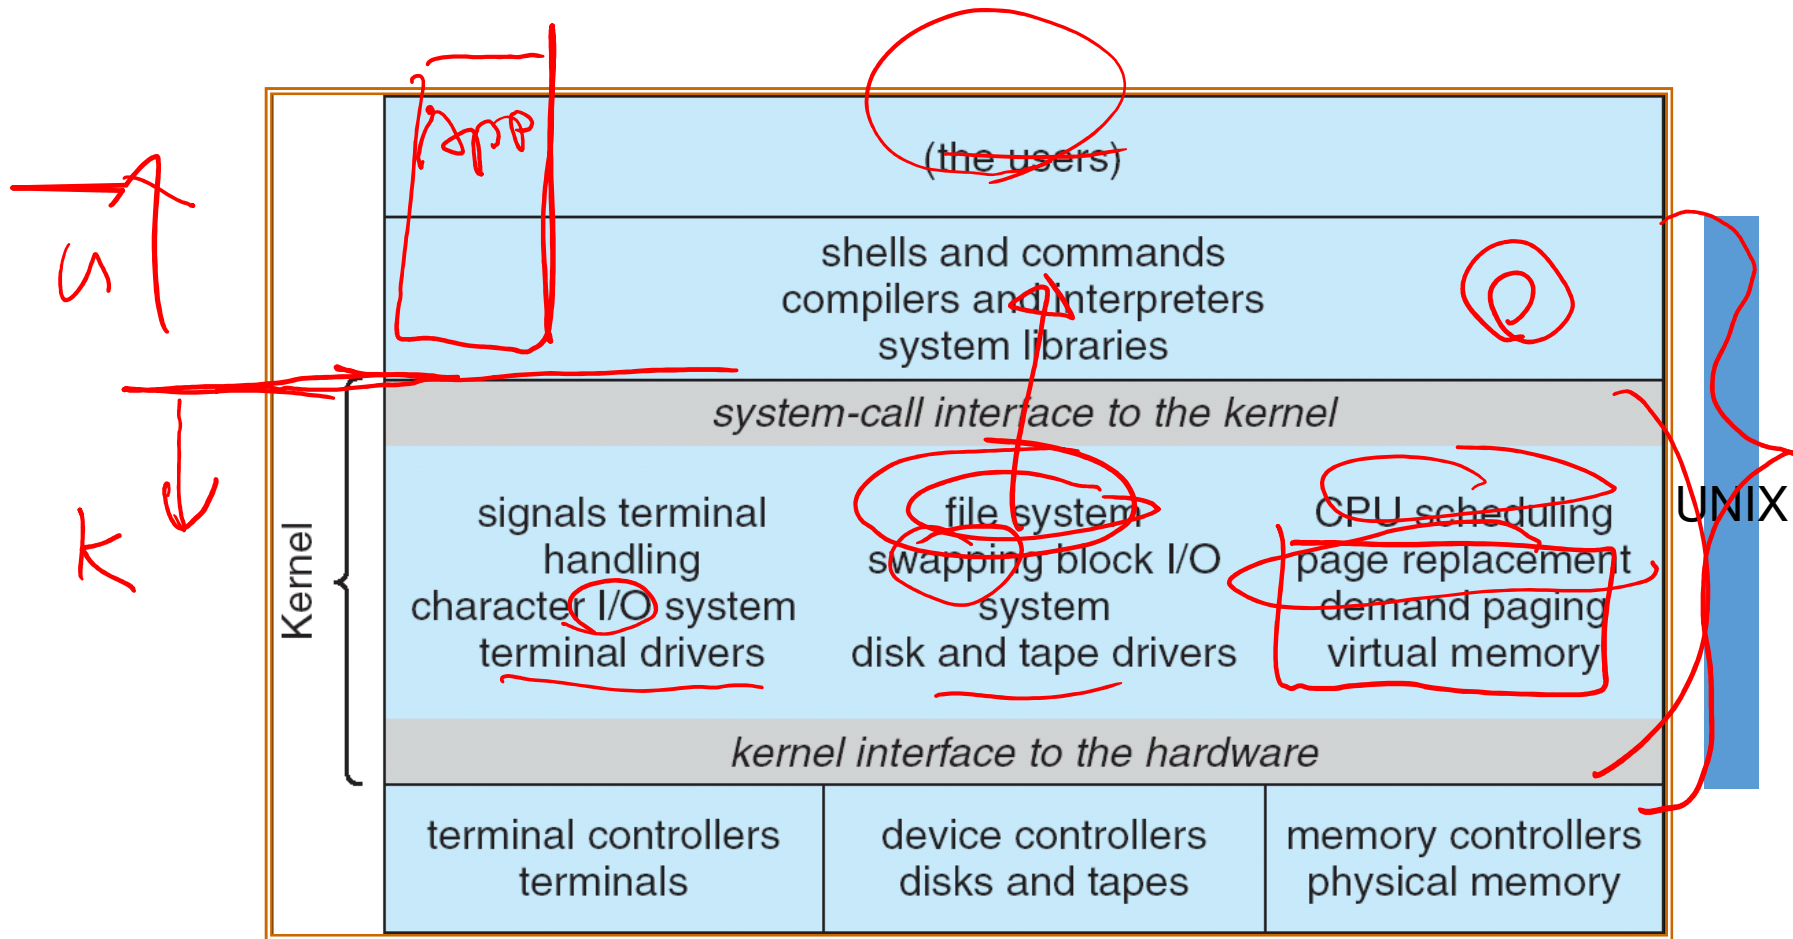 App
(the users)
u
shells and commands
compilers and interpreters
system libraries
system-call interface to the kernel
K
Kernel
signals terminal
handling
character I/O system
terminal drivers
file system
swapping block I/O
system
disk and tape drivers
CPU scheduling
page replacement
demand paging
virtual memory
UNIX
kernel interface to the hardware
terminal controllers
terminals
device controllers
disks and tapes
memory controllers
physical memory